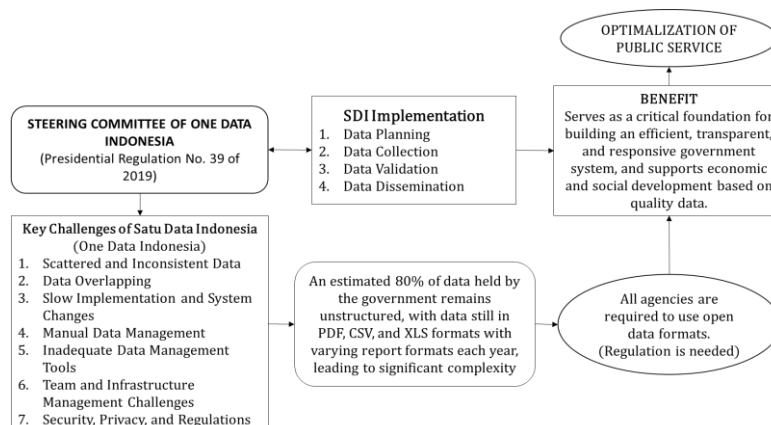 OPTIMALIZATION OF
PUBLIC SERVICE
STEERING COMMITTEE OF ONE DATA
INDONESIA
(Presidential Regulation No. 39 of
2019)
SDI Implementation
1. Data Planning
2. Data Collection
3. Data Validation
4. Data Dissemination
BENEFIT
Serves as a critical foundation for
building an efficient, transparent,
and responsive government
system, and supports economic
and social development based on
quality data.
Key Challenges of Satu Data Indonesia
(One Data Indonesia)
1. Scattered and Inconsistent Data
2. Data Overlapping
3. Slow Implementation and System
Changes
4. Manual Data Management
5. Inadequate Data Management
Tools
6. Team and Infrastructure
Management Challenges
7. Security, Privacy, and Regulations
An estimated 80% of data held by
the government remains
unstructured, with data still in
PDF, CSV, and XLS formats with
varying report formats each year,
leading to significant complexity
All agencies are
required to use open
data formats.
(Regulation is needed)